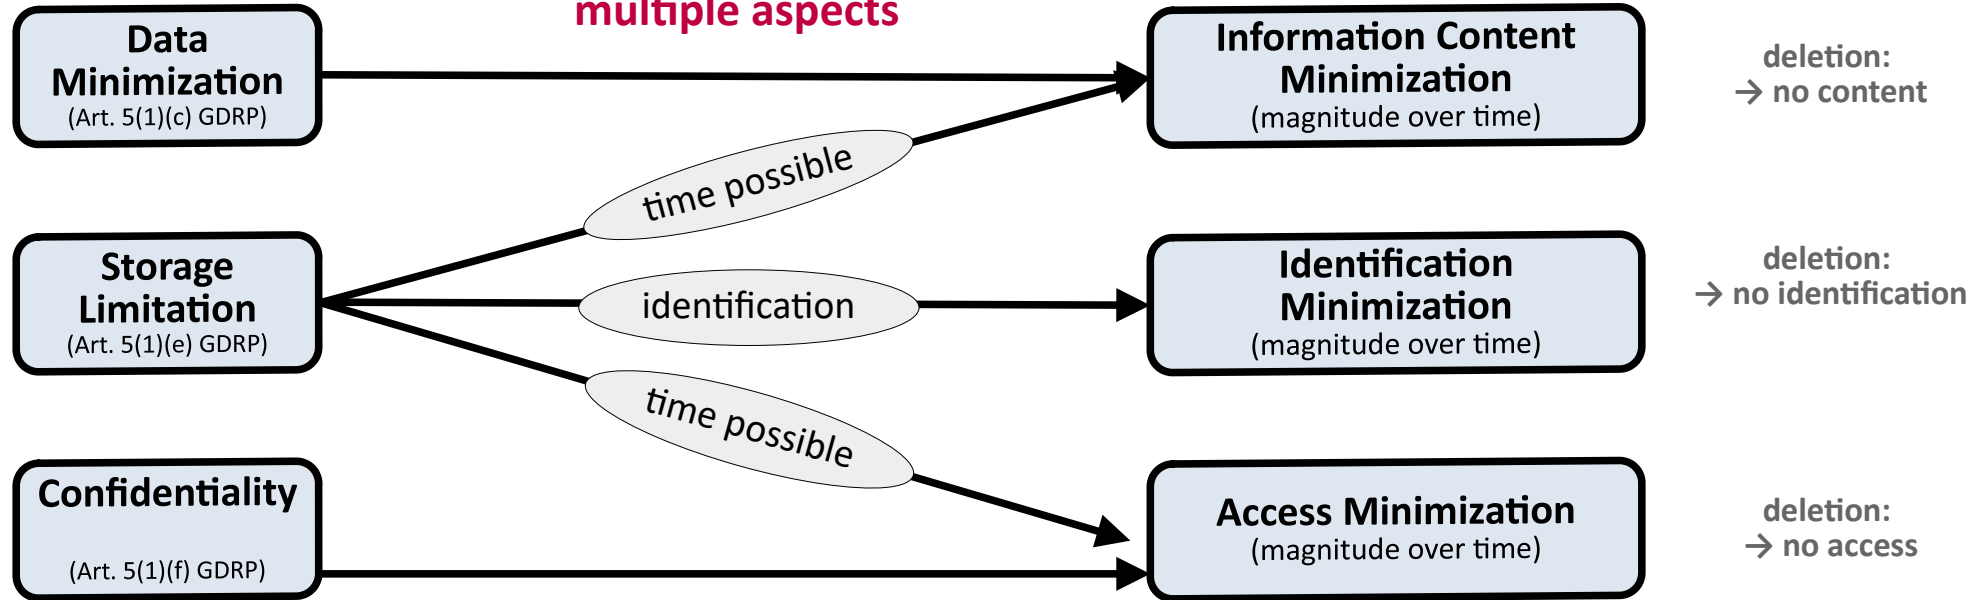 multiple aspects
Data
Minimization
(Art. 5(1)(c) GDRP)
Information Content
Minimization
(magnitude over time)
deletion:
→ no content
time possible
Storage
Limitation
(Art. 5(1)(e) GDRP)
identification
Identification
Minimization
(magnitude over time)
deletion:
→ no identification
time possible
Confidentiality
(Art. 5(1)(f) GDRP)
Access Minimization
(magnitude over time)
deletion:
→ no access